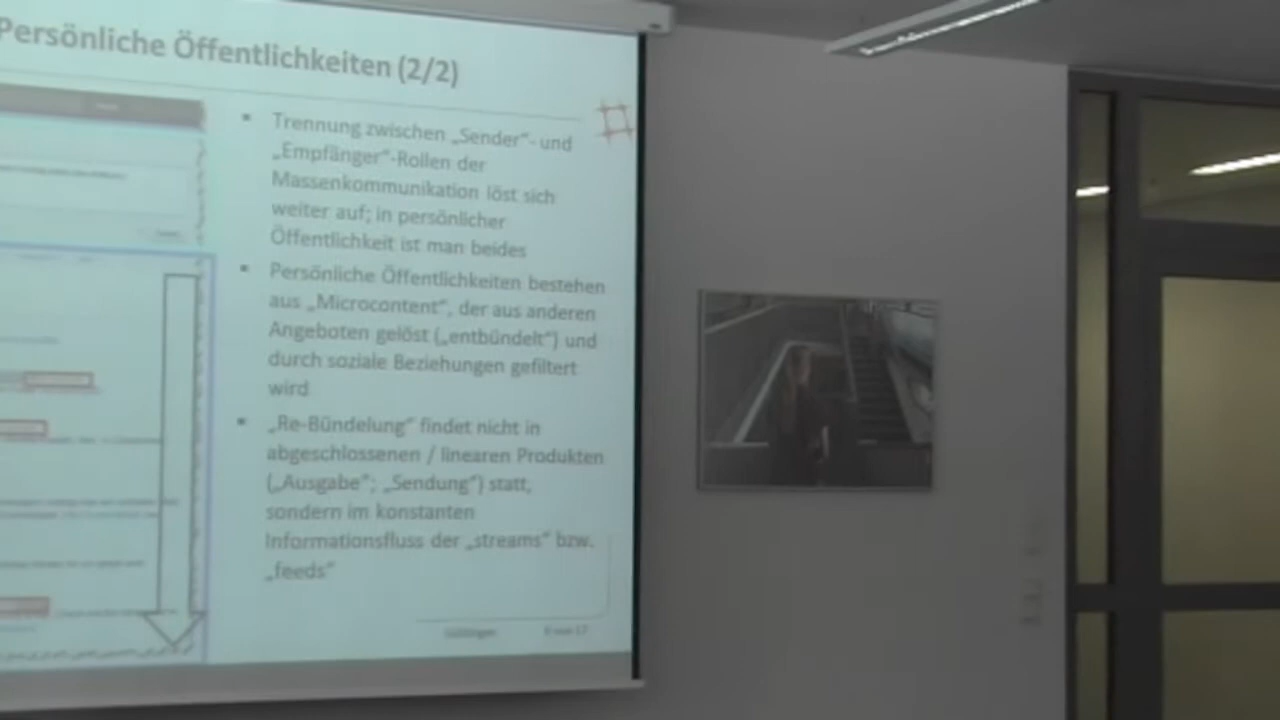 Persönliche Öffentlichkeiten (2/2)
Trennung zwischen „Sender“- und
„Empfänger“-Rollen der
Massenkommunikation löst sich
weiter auf; in persönlicher
Öffentlichkeit ist man beides
Persönliche Öffentlichkeiten bestehen
aus „Microcontent“, der aus anderen
Angeboten gelöst („entbündelt“) und
durch soziale Beziehungen gefiltert
wird
„Re-Bündelung“ findet nicht in
abgeschlossenen / linearen Produkten
(„Ausgabe“; „Sendung“) statt,
sondern im konstanten
Informationsfluss der „streams“ bzw.
„feeds“